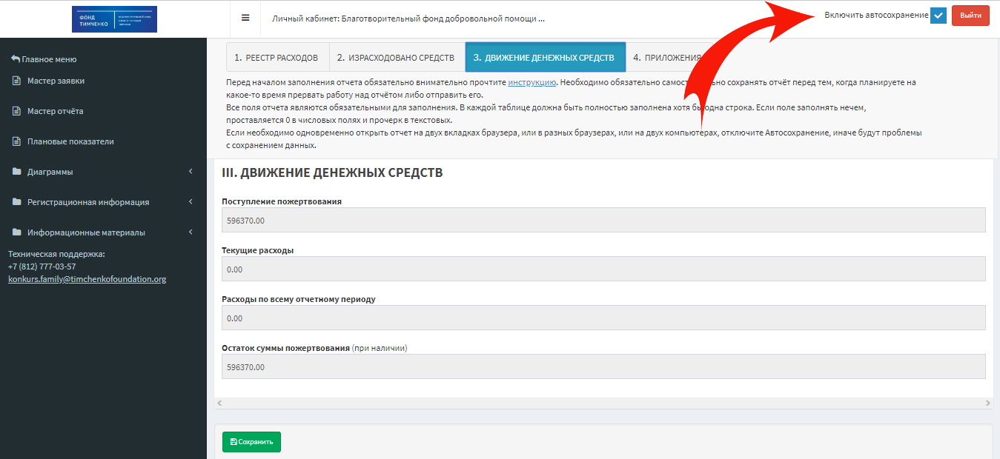 ФОНД
ТИМЧЕНКО
Личный кабинет: Благотворительный фонд добровольной помощи ...
Включить автосохранение
Выйти
Главное меню
Мастер заявки
Мастер отчёта
Плановые показатели
Диаграммы
Регистрационная информация
Информационные материалы
Техническая поддержка:
+7 (812) 777-03-57
konkurs.family@timchenkofoundation.org
1. РЕЕСТР РАСХОДОВ
2. ИЗРАСХОДОВАНО СРЕДСТВ
3. ДВИЖЕНИЕ ДЕНЕЖНЫХ СРЕДСТВ
4. ПРИЛОЖЕНИЯ
Перед началом заполнения отчета обязательно внимательно прочтите инструкцию. Необходимо обязательно самостоятельно сохранять отчёт перед тем, когда планируете на
какое-то время прервать работу над отчётом либо отправить его.
Все поля отчета являются обязательными для заполнения. В каждой таблице должна быть полностью заполнена хотя бы одна строка. Если поле заполнять нечем,
проставляется 0 в числовых полях и прочерк в текстовых.
Если необходимо одновременно открыть отчет на двух вкладках браузера, или в разных браузерах, или на двух компьютерах, отключите Автосохранение, иначе будут проблемы
с сохранением данных.
III. ДВИЖЕНИЕ ДЕНЕЖНЫХ СРЕДСТВ
Поступление пожертвования
596370.00
Текущие расходы
0.00
Расходы по всему отчетному периоду
0.00
Остаток суммы пожертвования (при наличии)
596370.00
Сохранить